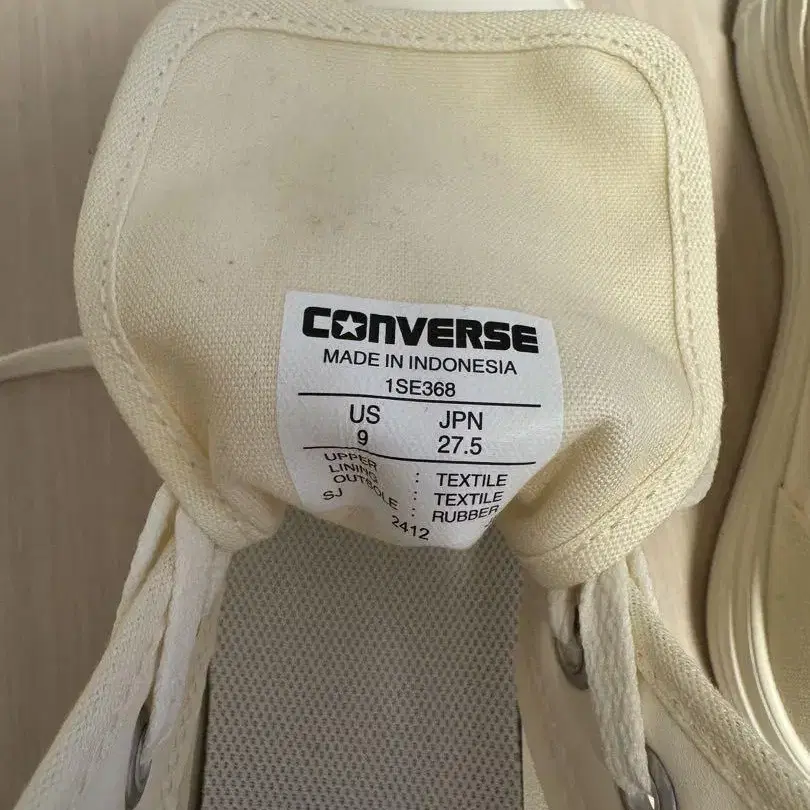 CONVERSE
MADE IN INDONESIA
1SE368
US JPN
9 27.5
UPPER : TEXTILE
LINING : TEXTILE
OUTSOLE : RUBBER
SJ 2412